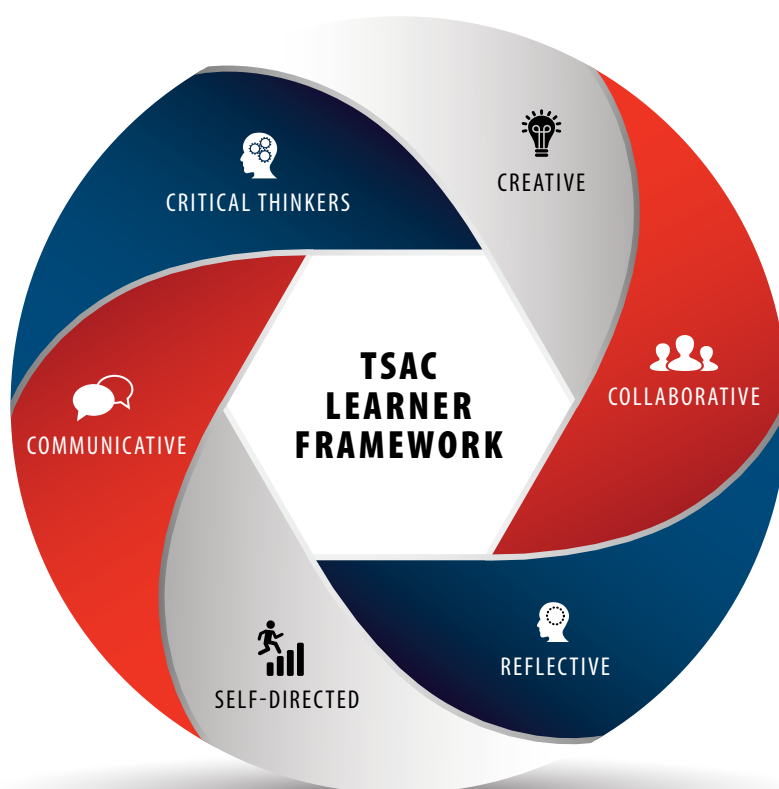 CREATIVE
CRITICAL THINKERS
TSAC
LEARNER
FRAMEWORK
COLLABORATIVE
COMMUNICATIVE
REFLECTIVE
SELF-DIRECTED